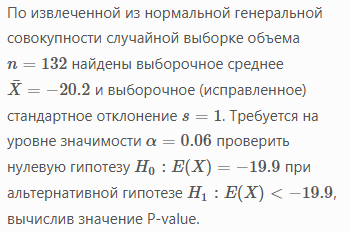 По извлеченной из нормальной генеральной
совокупности случайной выборке объема
n = 132 найдены выборочное среднее
X̄ = −20.2 и выборочное (исправленное)
стандартное отклонение s = 1. Требуется на
уровне значимости α = 0.06 проверить
нулевую гипотезу H₀ : E(X) = −19.9 при
альтернативной гипотезе H₁ : E(X) < −19.9,
вычислив значение P-value.